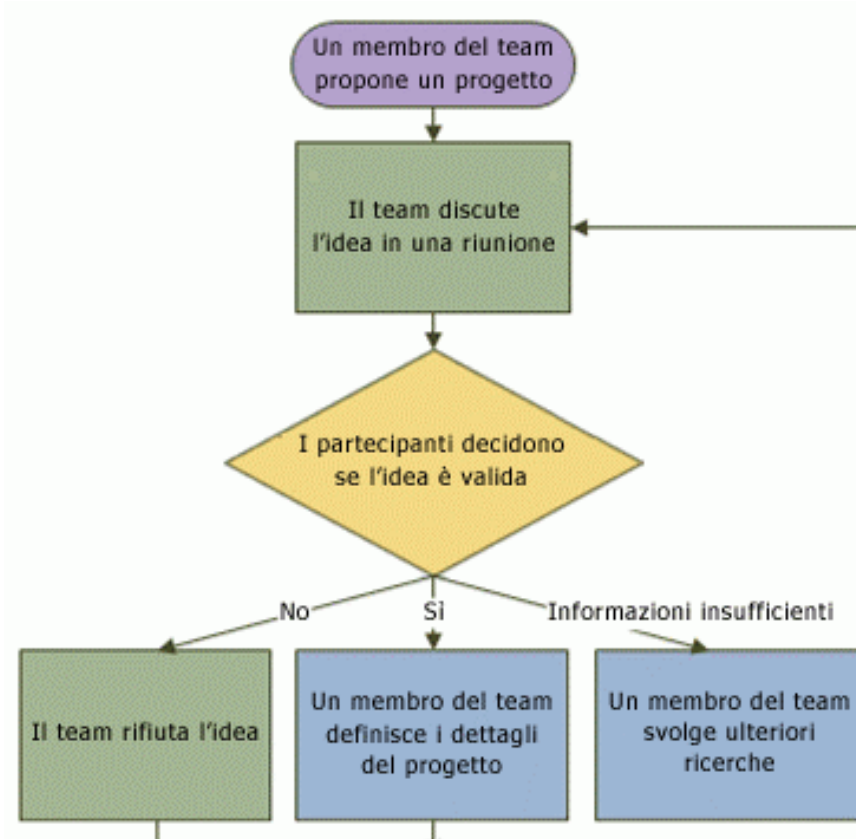 Un membro del team
propone un progetto
Il team discute
l'idea in una riunione
I partecipanti decidono
se l'idea è valida
No
Sì
Informazioni insufficienti
Il team rifiuta l'idea
Un membro del team
definisce i dettagli
del progetto
Un membro del team
svolge ulteriori
ricerche